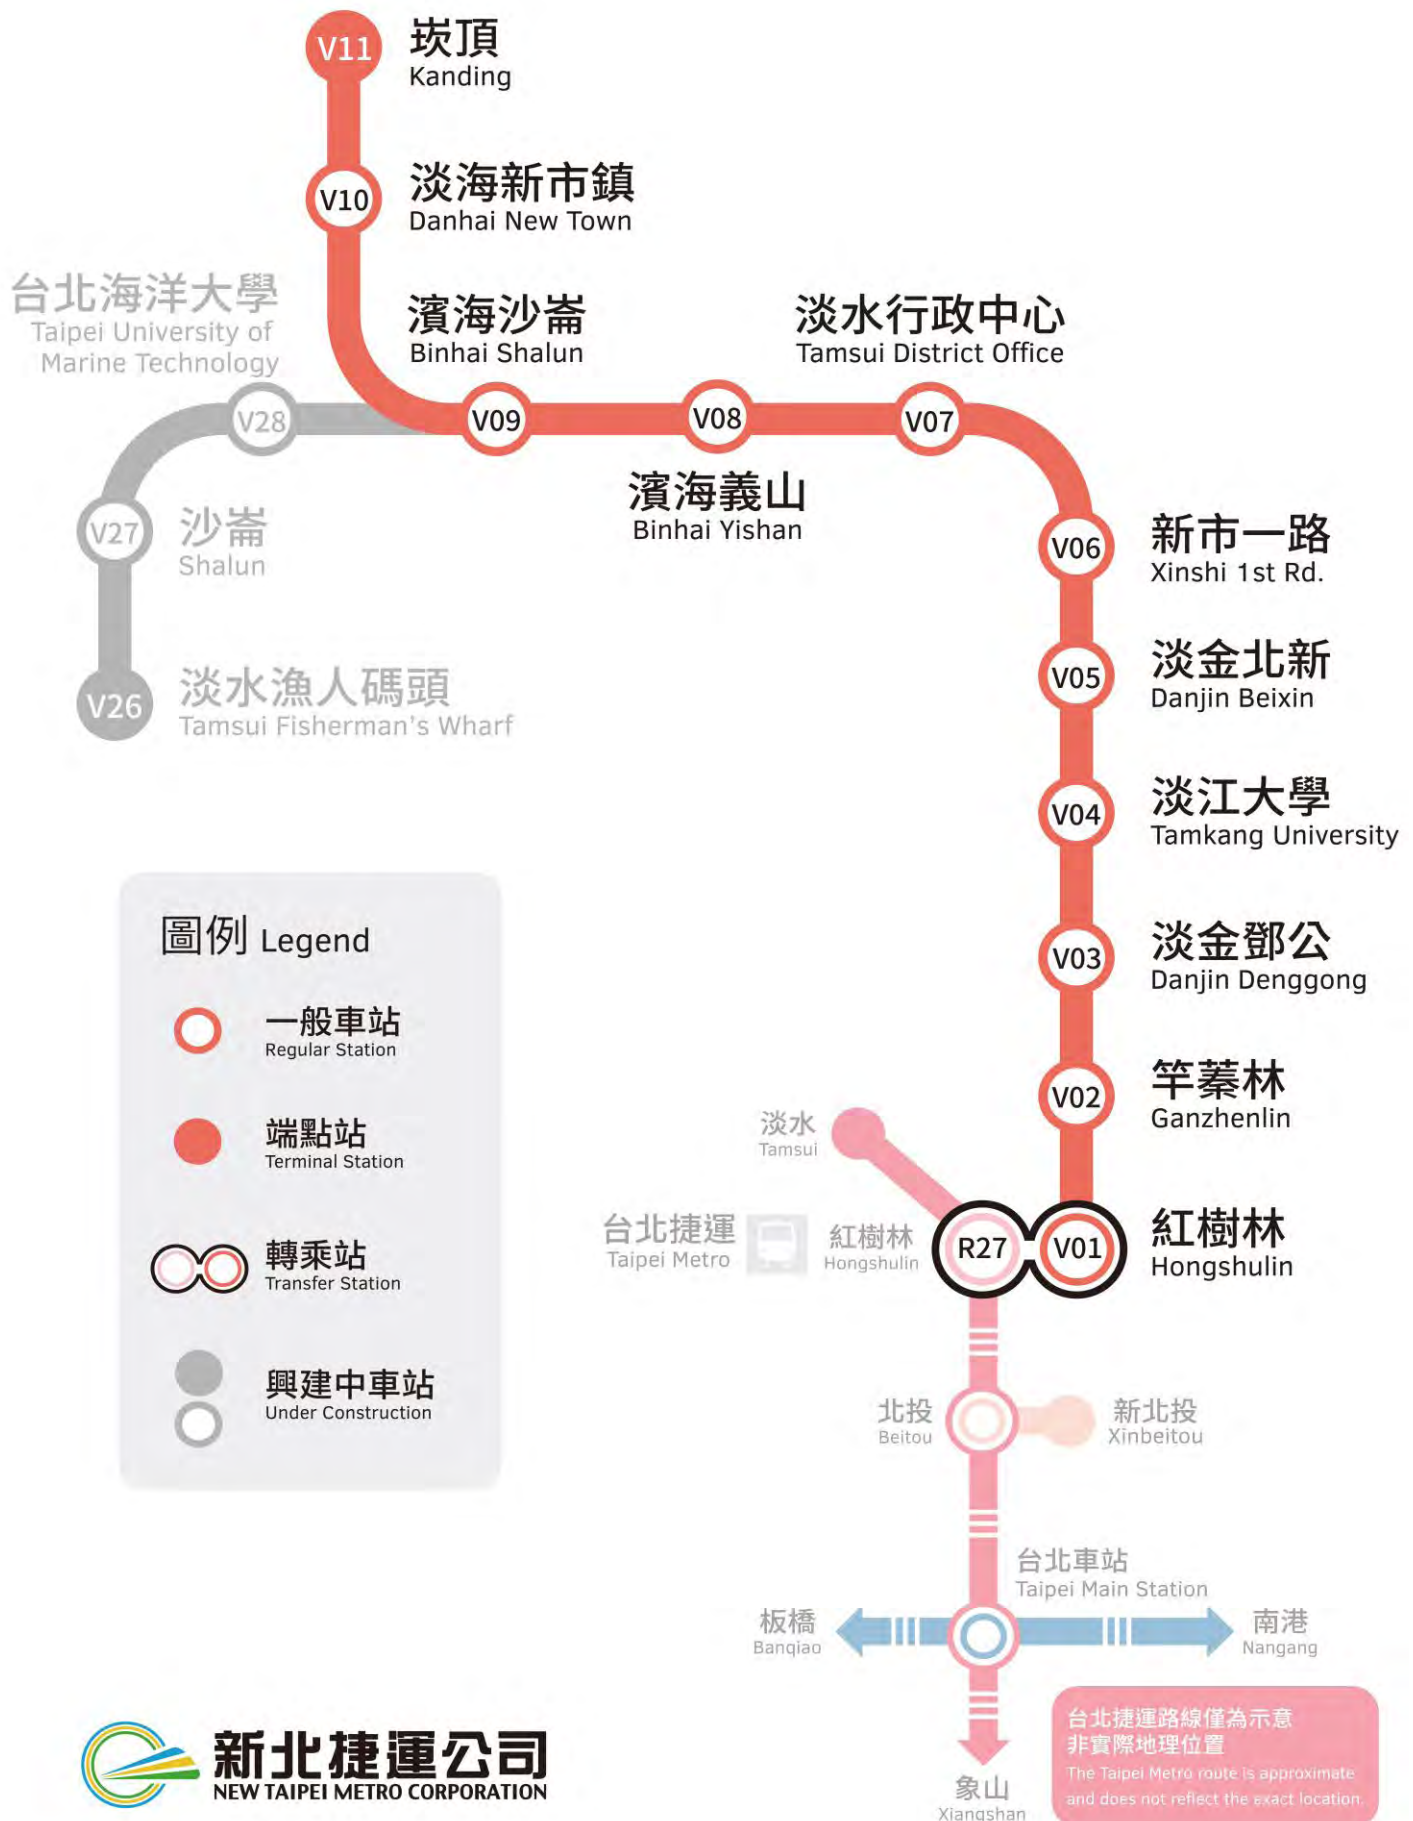 V11
崁頂
Kanding
V10
淡海新市鎮
Danhai New Town
台北海洋大學
Taipei University of
Marine Technology
濱海沙崙
Binhai Shalun
淡水行政中心
Tamsui District Office
V28
V09
V08
V07
濱海義山
Binhai Yishan
V27
沙崙
Shalun
V06
新市一路
Xinshi 1st Rd.
V26
淡水漁人碼頭
Tamsui Fisherman's Wharf
V05
淡金北新
Danjin Beixin
V04
淡江大學
Tamkang University
V03
淡金鄧公
Danjin Denggong
V02
竿蓁林
Ganzhenlin
圖例 Legend
一般車站
Regular Station
端點站
Terminal Station
轉乘站
Transfer Station
興建中車站
Under Construction
淡水
Tamsui
台北捷運
Taipei Metro
紅樹林
Hongshulin
R27
V01
紅樹林
Hongshulin
北投
Beitou
新北投
Xinbeitou
台北車站
Taipei Main Station
板橋
Banqiao
南港
Nangang
象山
Xiangshan
台北捷運路線僅為示意
非實際地理位置
The Taipei Metro route is approximate
and does not reflect the exact location.
新北捷運公司
NEW TAIPEI METRO CORPORATION